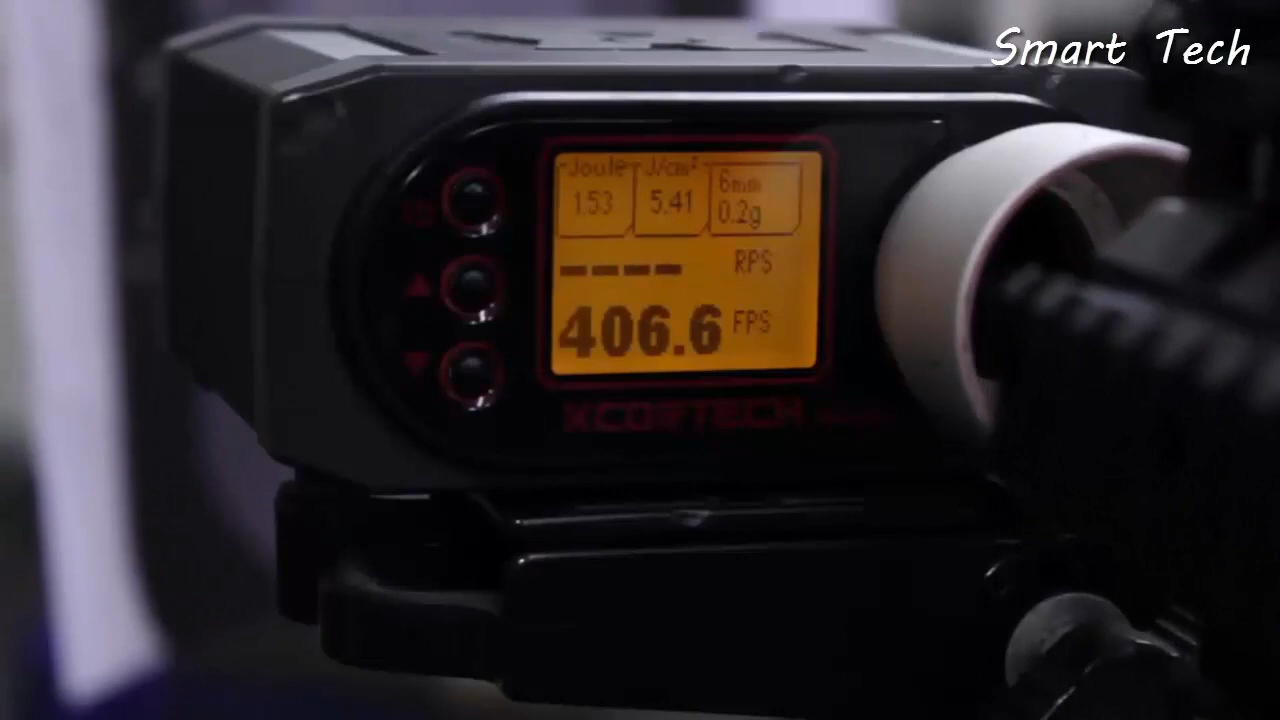 Smart Tech
Joule J/cm² 6mm
1.53 5.41 0.2g
---- RPS
406.6 FPS
XCORTECH